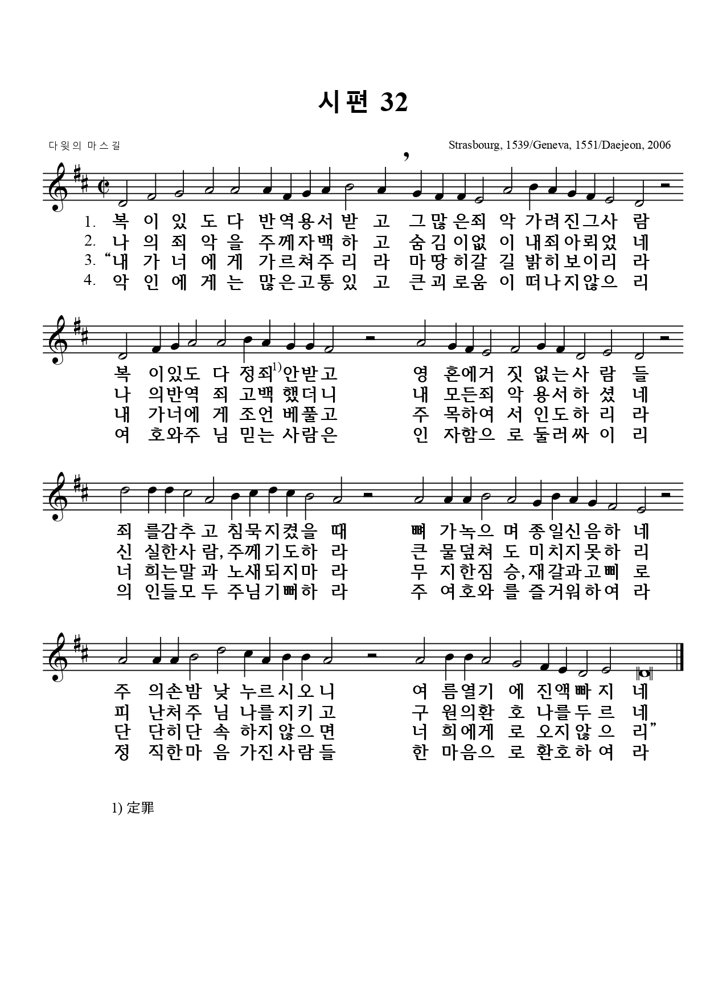 시편 32
다윗의 마스길
Strasbourg, 1539/Geneva, 1551/Daejeon, 2006
1. 복 이 있 도 다 반 역 용 서 받 고 그 많 은 죄 악 가 려 진 그 사 람
2. 나 의 죄 악 을 주 께 자 백 하 고 숨 김 이 없 이 내 죄 아 뢰 었 네
3. “내 가 너 에 게 가 르 쳐 주 리 라 마 땅 히 갈 길 밝 히 보 이 리 라
4. 악 인 에 게 는 많 은 고 통 있 고 큰 괴 로 움 이 떠 나 지 않 으 리
복 이 있 도 다 정 죄1) 안 받 고 영 혼 에 거 짓 없 는 사 람 들
나 의 반 역 죄 고 백 했 더 니 내 모 든 죄 악 용 서 하 셨 네
내 가 너 에 게 조 언 베 풀 고 주 목 하 여 서 인 도 하 리 라
여 호 와 주 님 믿 는 사 람 은 인 자 함 으 로 둘 러 싸 이 리
죄 를 감 추 고 침 묵 지 켰 을 때 뼈 가 녹 으 며 종 일 신 음 하 네
신 실 한 사 람, 주 께 기 도 하 라 큰 물 덮 쳐 도 미 치 지 못 하 리
너 희 는 말 과 노 새 되 지 마 라 무 지 한 짐 승, 재 갈 과 고 삐 로
의 인 들 모 두 주 님 기 뻐 하 라 주 여 호 와 를 즐 거 워 하 여 라
주 의 손 밤 낮 누 르 시 오 니 여 름 열 기 에 진 액 빠 지 네
피 난 처 주 님 나 를 지 키 고 구 원 의 환 호 나 를 두 르 네
단 단 히 단 속 하 지 않 으 면 너 희 에 게 로 오 지 않 으 리”
정 직 한 마 음 가 진 사 람 들 한 마 음 으 로 환 호 하 여 라
1) 定罪